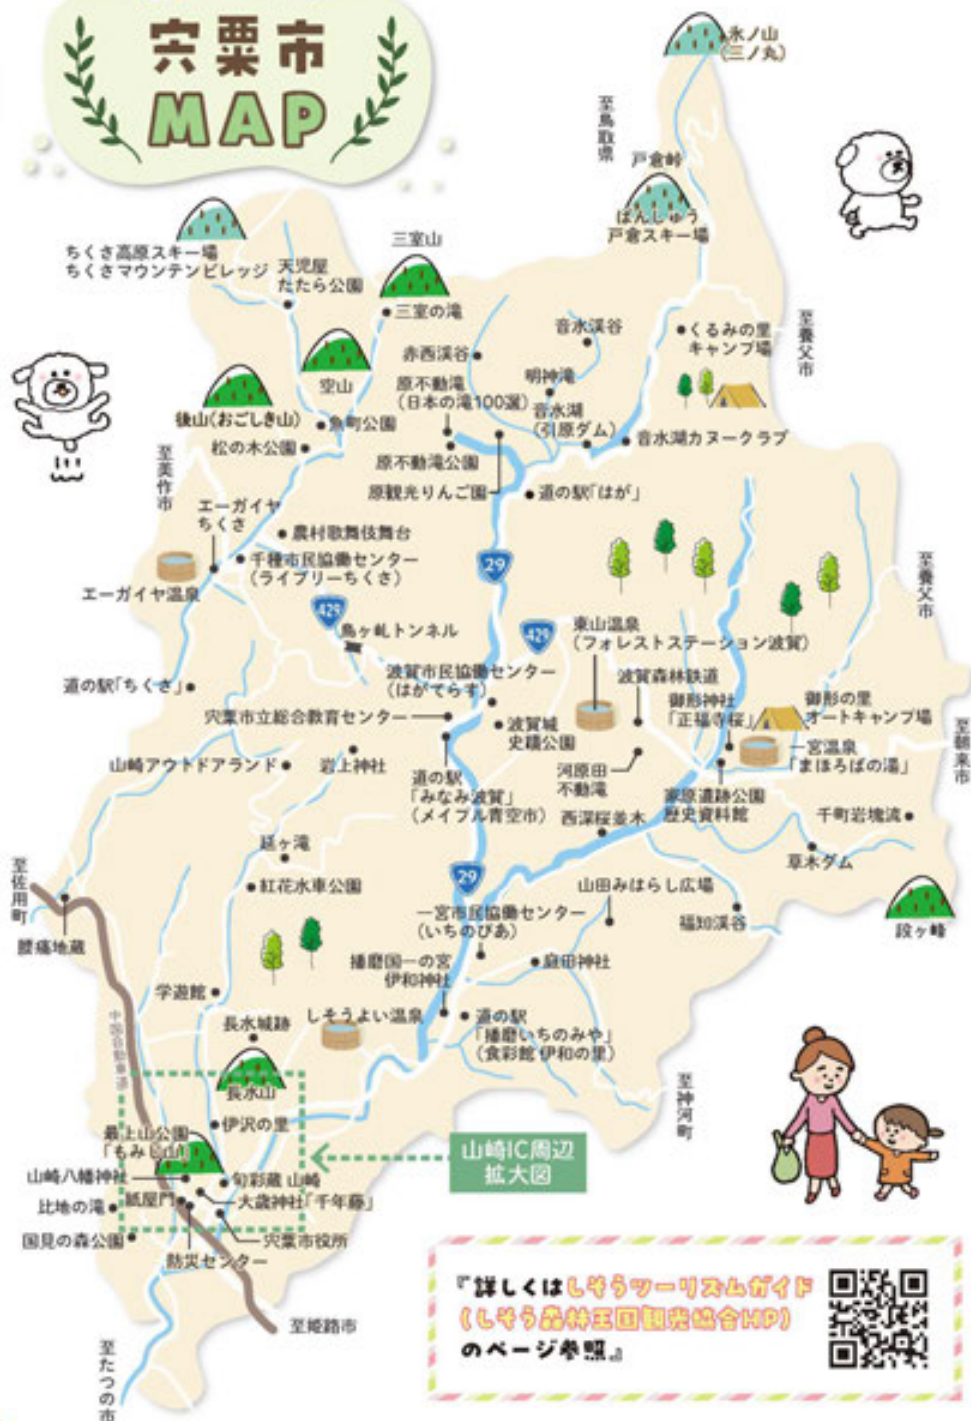 宍粟市
MAP
氷ノ山
(三ノ丸)
至鳥取県
戸倉峠
ばんしゅう
戸倉スキー場
ちくさ高原スキー場
ちくさマウンテンビレッジ
天児屋
たたら公園
三室山
三室の滝
音水渓谷
くるみの里
キャンプ場
至養父市
赤西渓谷
空山
原不動滝
(日本の滝100選)
明神滝
音水湖
(引原ダム)
後山(おごしき山)
魚町公園
音水湖カヌークラブ
松の木公園
原不動滝公園
至美作市
原観光りんご園
道の駅「はが」
エーガイヤ
ちくさ
農村歌舞伎舞台
千種市民協働センター
(ライブリーちくさ)
29
エーガイヤ温泉
至養父市
429
鳥ヶ乢トンネル
429
東山温泉
(フォレストステーション波賀)
波賀市民協働センター
(はがてらす)
波賀森林鉄道
道の駅「ちくさ」
御形神社
「正福寺桜」
御形の里
オートキャンプ場
宍粟市立総合教育センター
波賀城
史蹟公園
至朝来市
山崎アウトドアランド
岩上神社
道の駅
「みなみ波賀」
(メイプル青空市)
河原田
不動滝
一宮温泉
「まほろばの湯」
家原遺跡公園
歴史資料館
千町岩塊流
西深桜並木
延ヶ滝
草木ダム
至佐用町
紅花水車公園
29
山田みはらし広場
福知渓谷
段ヶ峰
腰痛地蔵
一宮市民協働センター
(いちのぴあ)
播磨国一の宮
伊和神社
庭田神社
学遊館
しそうよい温泉
道の駅
「播磨いちのみや」
(食彩館 伊和の里)
中国自動車道
長水城跡
長水山
至神河町
伊沢の里
最上山公園
「もみじ山」
山崎IC周辺
拡大図
山崎八幡神社
旬彩蔵 山崎
比地の滝
紙屋門
大歳神社「千年藤」
国見の森公園
宍粟市役所
防災センター
至姫路市
至たつの市
『詳しくはしそうツーリズムガイド
(しそう森林王国観光協会HP)
のページ参照。』